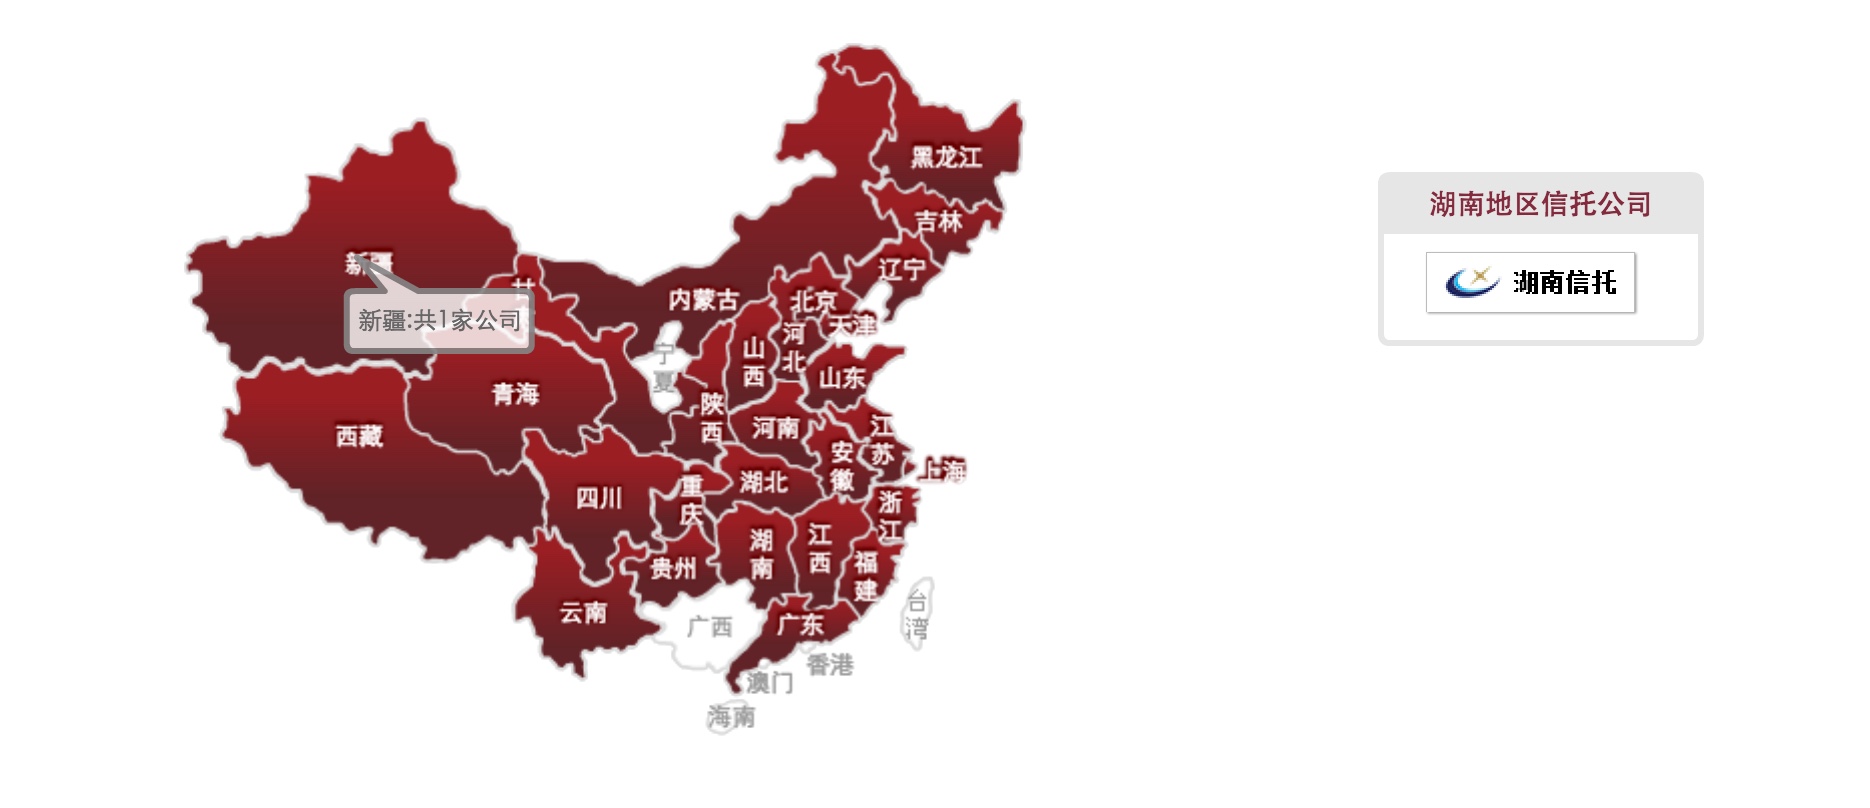 黑龙江
吉林
辽宁
新疆
甘
新疆:共1家公司
内蒙古
北京
天津
河北
山西
宁夏
山东
青海
陕西
河南
江苏
西藏
安徽
上海
四川
重庆
湖北
浙江
湖南
江西
福建
贵州
云南
广西
广东
台湾
香港
澳门
海南
湖南地区信托公司
湖南信托